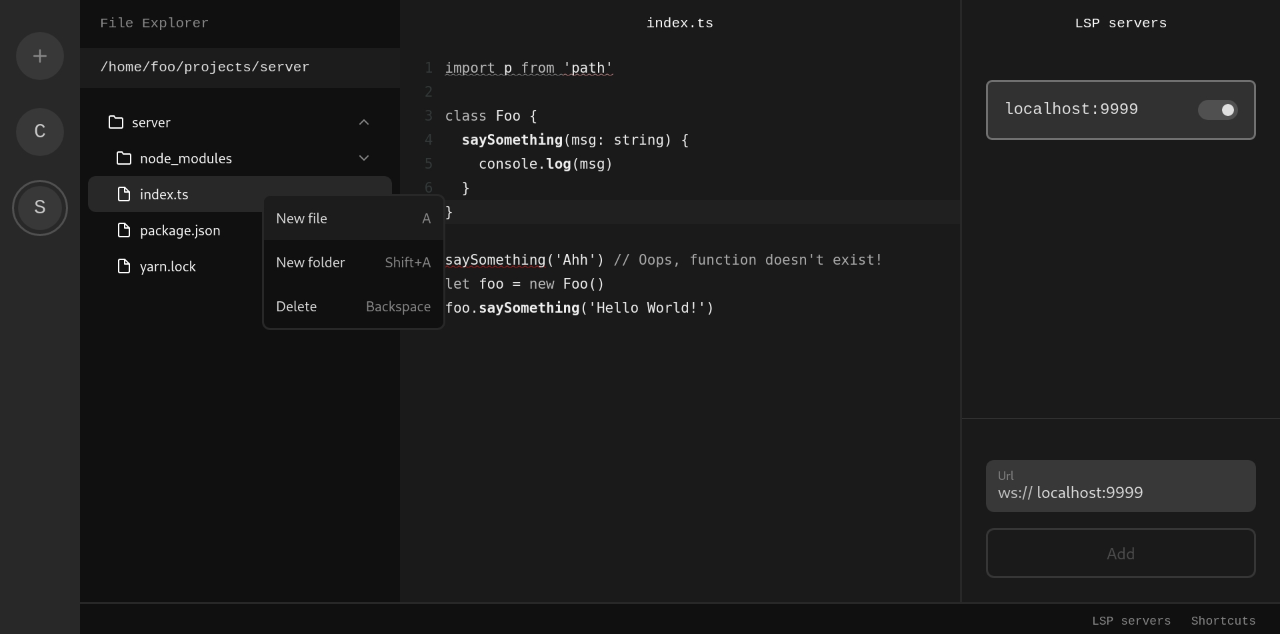 File Explorer
index.ts
LSP servers
+
/home/foo/projects/server
C
S
server
node_modules
index.ts
package.json
yarn.lock
New file A
New folder Shift+A
Delete Backspace
1 import p from 'path'
2
3 class Foo {
4 saySomething(msg: string) {
5 console.log(msg)
6 }
}
saySomething('Ahh') // Oops, function doesn't exist!
let foo = new Foo()
foo.saySomething('Hello World!')
localhost:9999
Url
ws:// localhost:9999
Add
LSP servers Shortcuts